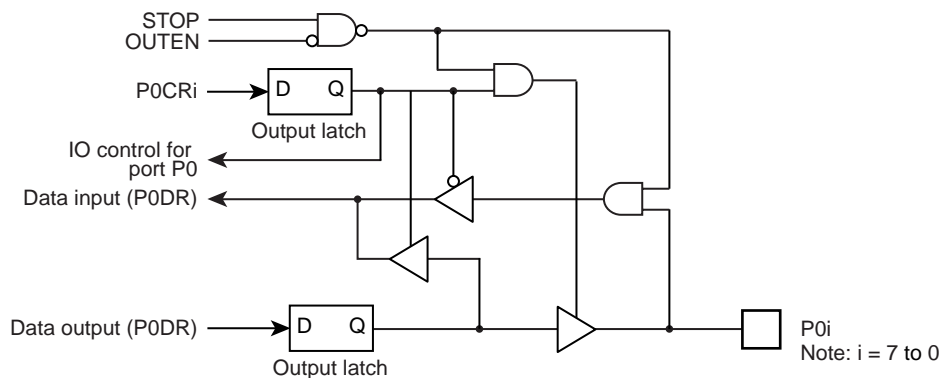 STOP
OUTEN
P0CRi
D Q
Output latch
IO control for
port P0
Data input (P0DR)
Data output (P0DR)
D Q
Output latch
P0i
Note: i = 7 to 0